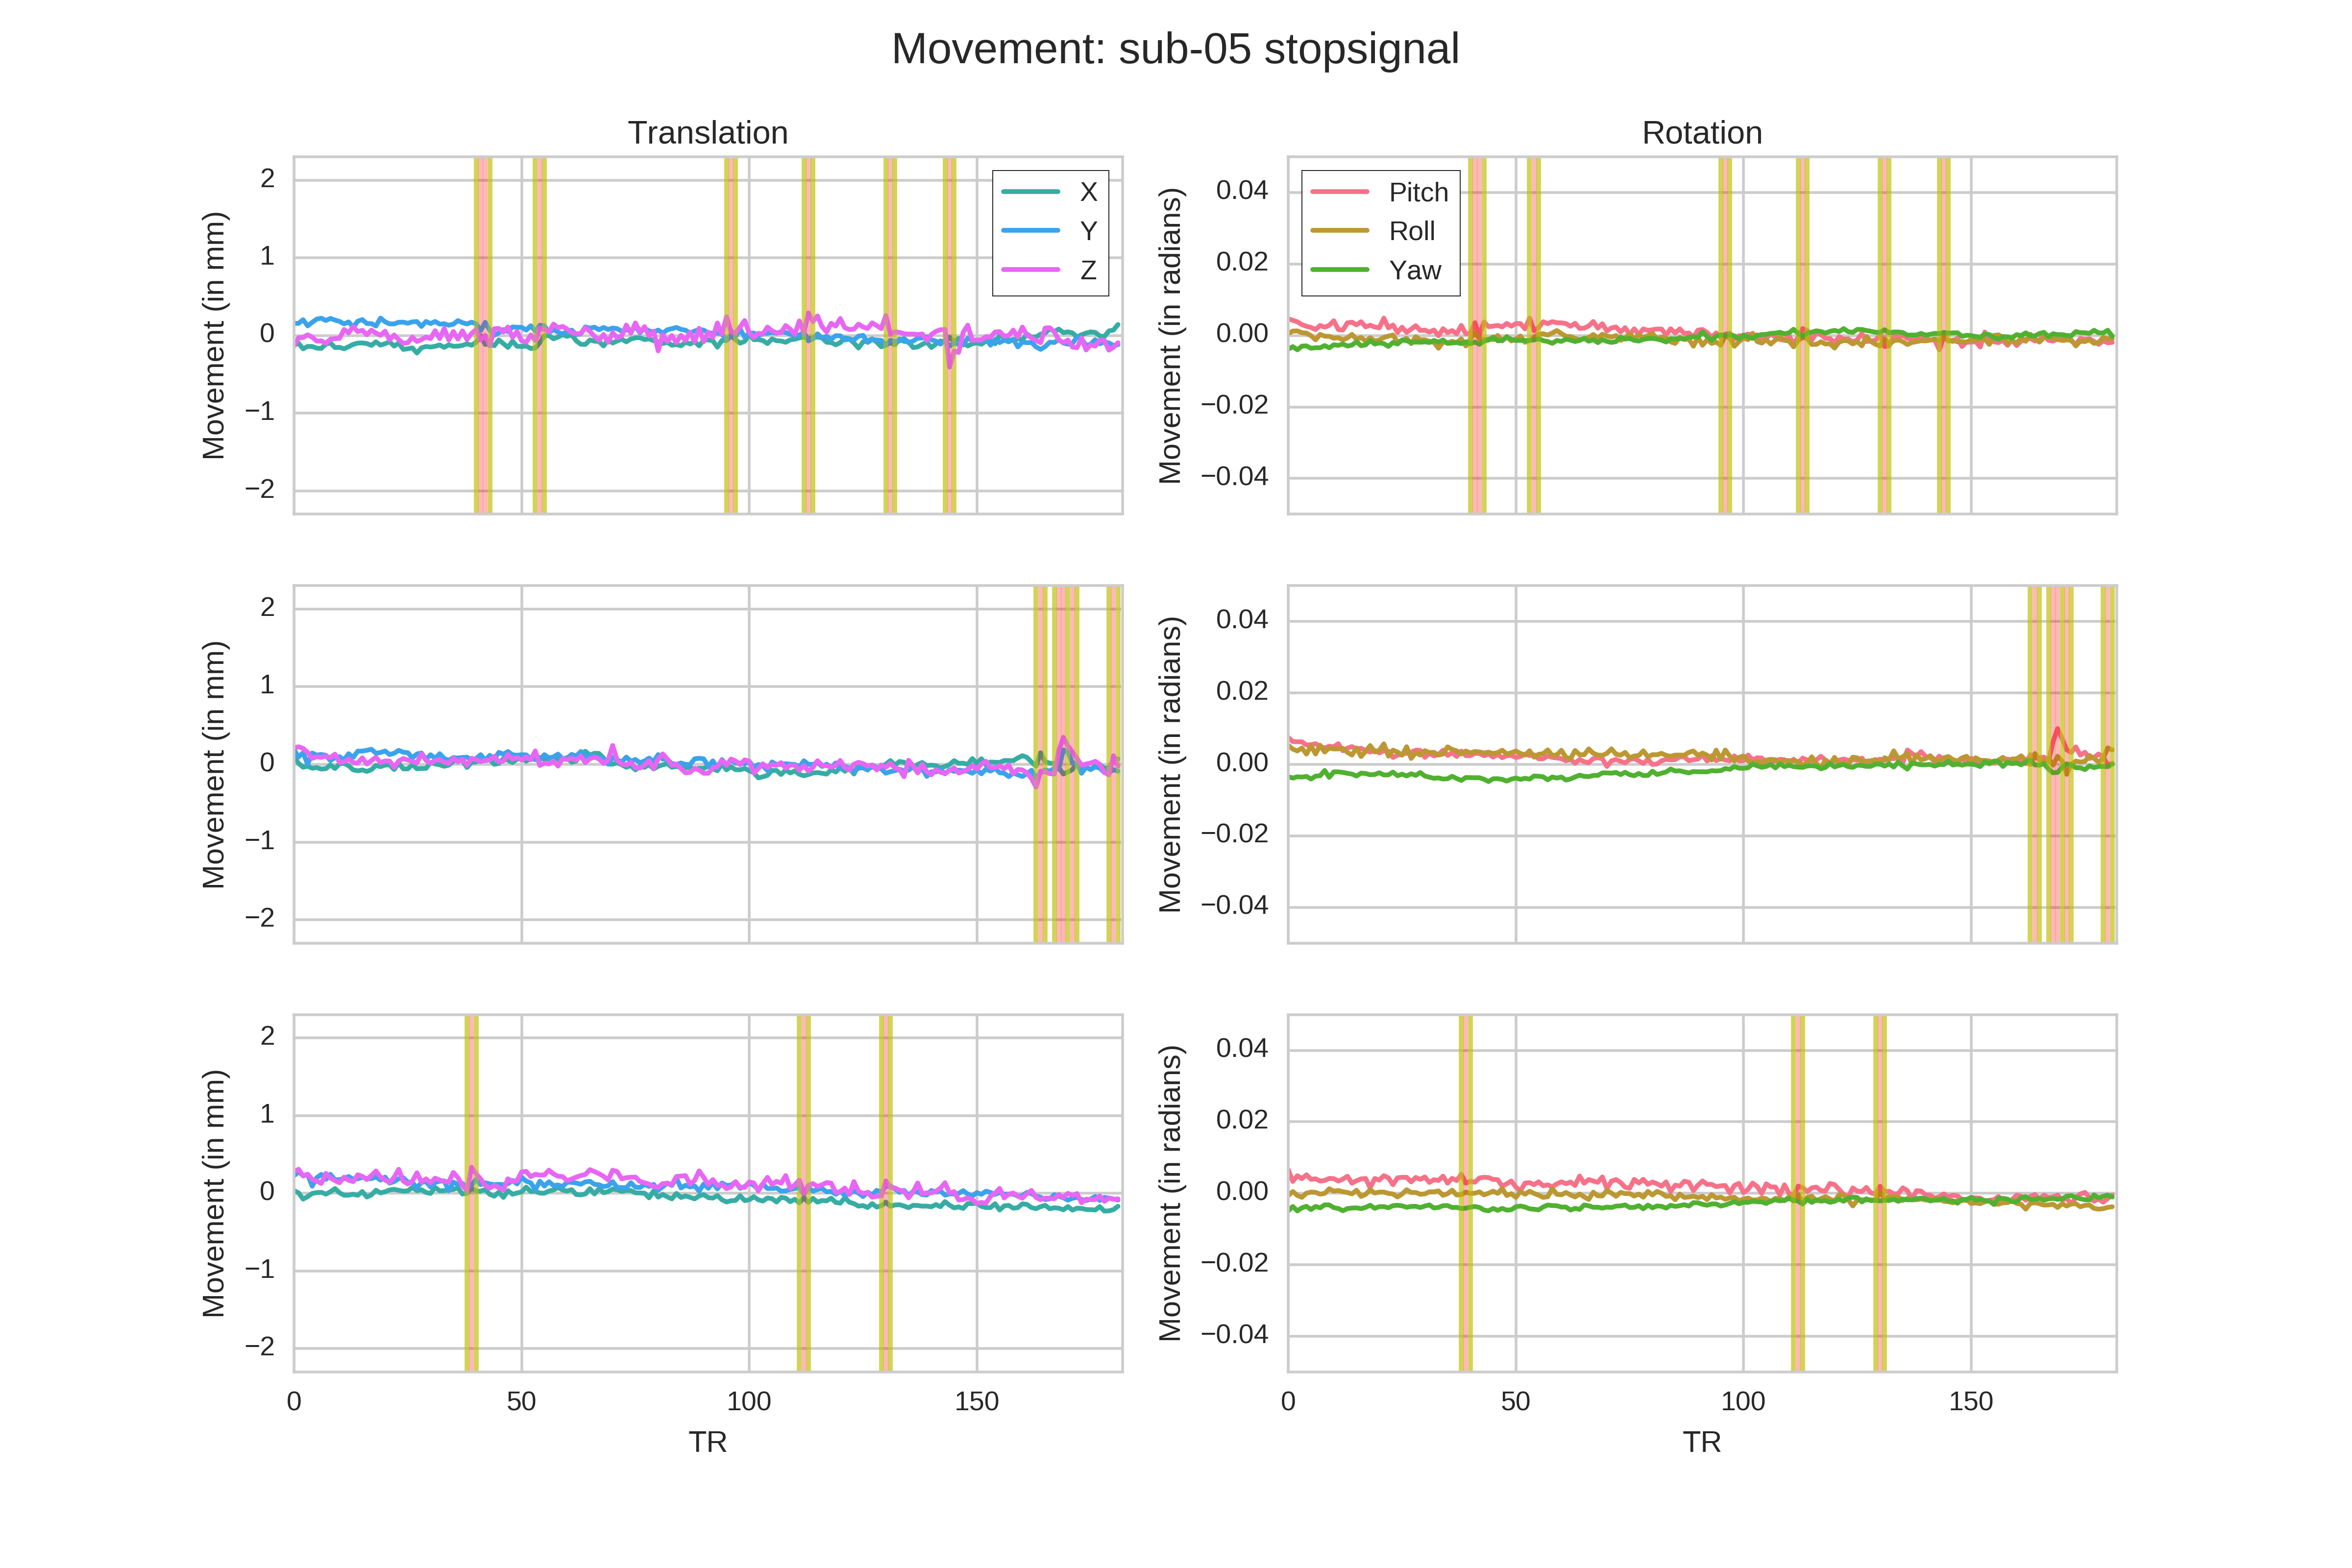 Movement: sub-05 stopsignal
Translation
Rotation
Movement (in mm)
2
1
0
−1
−2
X
Y
Z
Movement (in radians)
0.04
0.02
0.00
−0.02
−0.04
Pitch
Roll
Yaw
Movement (in mm)
2
1
0
−1
−2
Movement (in radians)
0.04
0.02
0.00
−0.02
−0.04
Movement (in mm)
2
1
0
−1
−2
0 50 100 150
TR
Movement (in radians)
0.04
0.02
0.00
−0.02
−0.04
0 50 100 150
TR